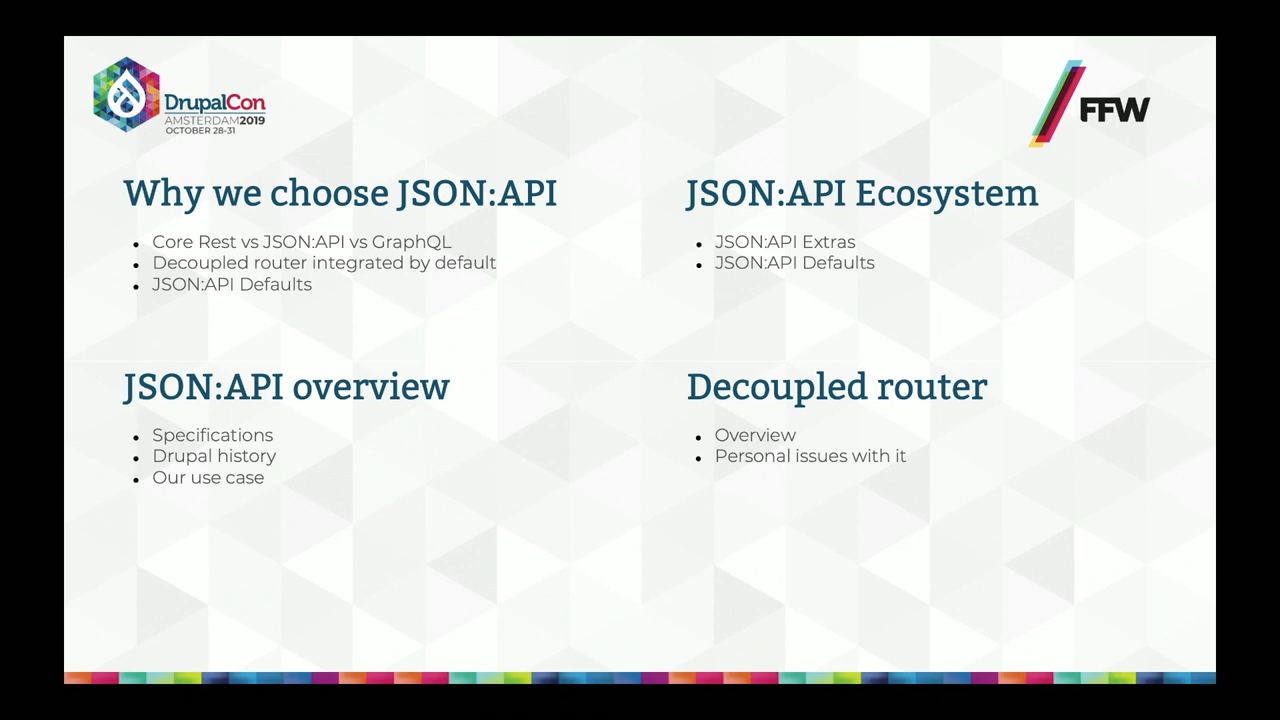 DrupalCon
AMSTERDAM2019
OCTOBER 28-31
FFW
Why we choose JSON:API
Core Rest vs JSON:API vs GraphQL
Decoupled router integrated by default
JSON:API Defaults
JSON:API Ecosystem
JSON:API Extras
JSON:API Defaults
JSON:API overview
Specifications
Drupal history
Our use case
Decoupled router
Overview
Personal issues with it